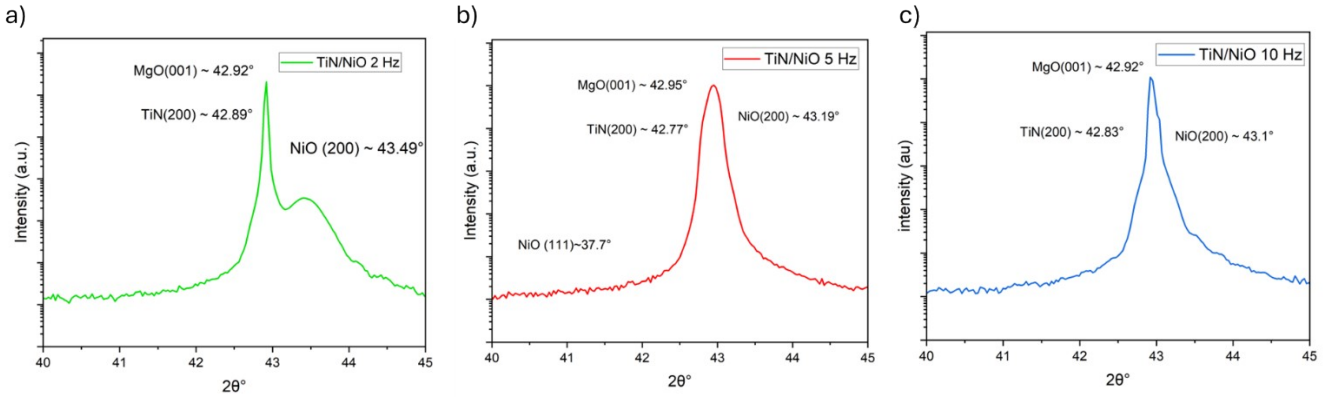 a)
TiN/NiO 2 Hz
MgO(001) ~ 42.92°
TiN(200) ~ 42.89°
NiO (200) ~ 43.49°
Intensity (a.u.)
40 41 42 43 44 45
2θ°
b)
TiN/NiO 5 Hz
MgO(001) ~ 42.95°
NiO(200) ~ 43.19°
TiN(200) ~ 42.77°
NiO (111)~37.7°
Intensity (a.u.)
40 41 42 43 44 45
2θ°
c)
TiN/NiO 10 Hz
MgO(001) ~ 42.92°
TiN(200) ~ 42.83°
NiO(200) ~ 43.1°
intensity (au)
40 41 42 43 44 45
2θ°